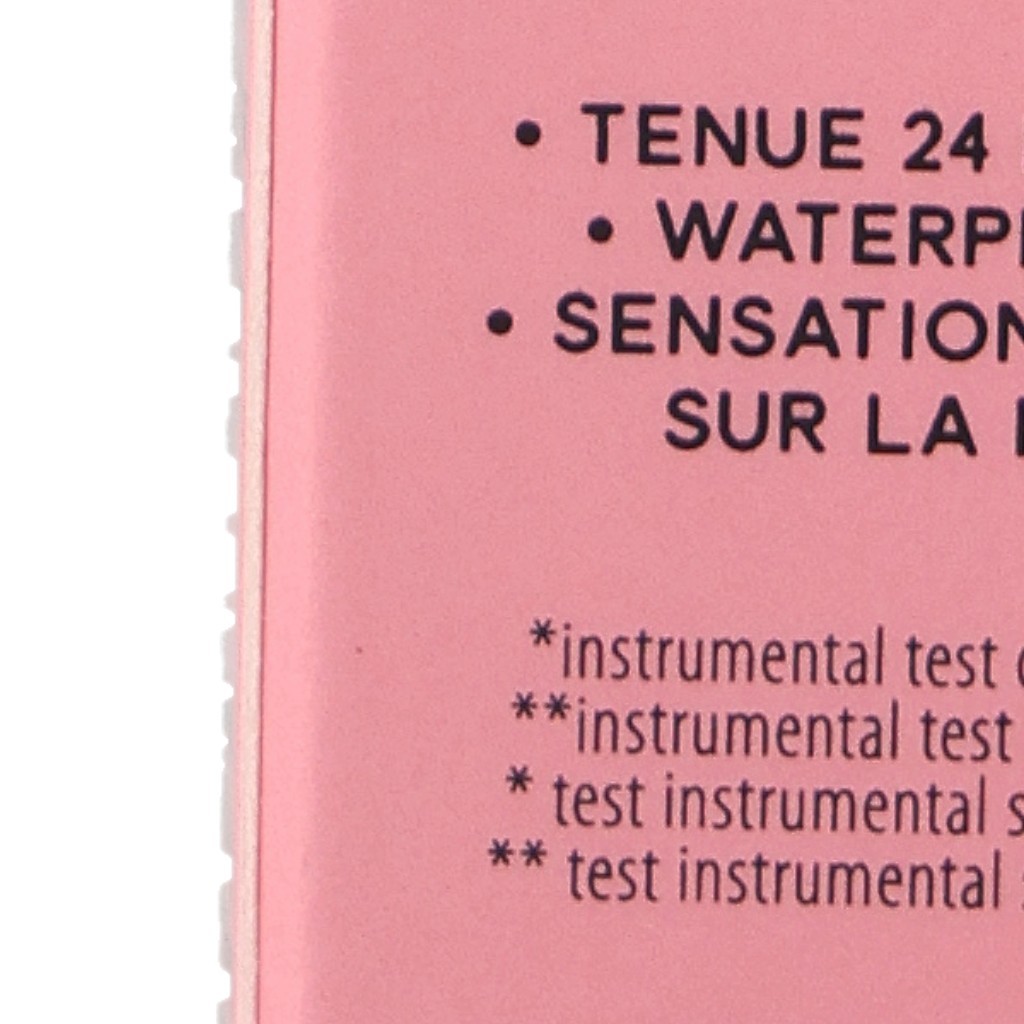 • TENUE 24
• WATERP
• SENSATION
SUR LA
*instrumental test
**instrumental test
* test instrumental s
** test instrumental